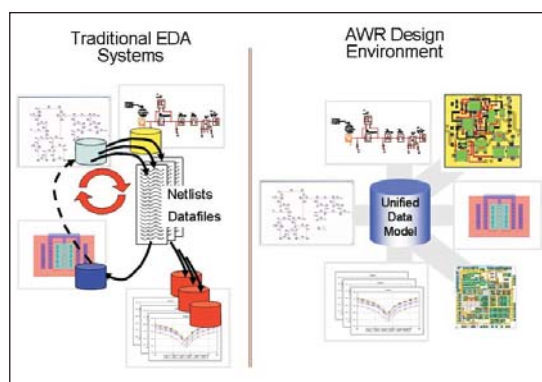 Traditional EDA
Systems
AWR Design
Environment
Netlists
Datafiles
Unified
Data
Model